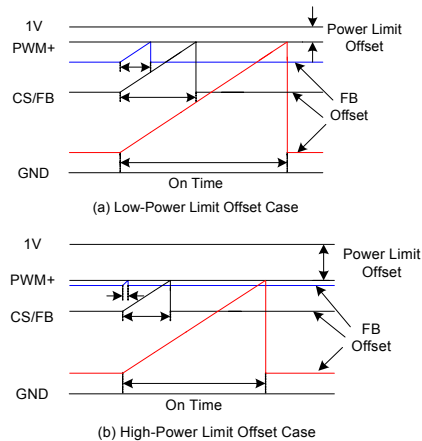 1V
Power Limit
Offset
PWM+
CS/FB
FB
Offset
GND
On Time
(a) Low-Power Limit Offset Case
1V
Power Limit
Offset
PWM+
CS/FB
FB
Offset
GND
On Time
(b) High-Power Limit Offset Case